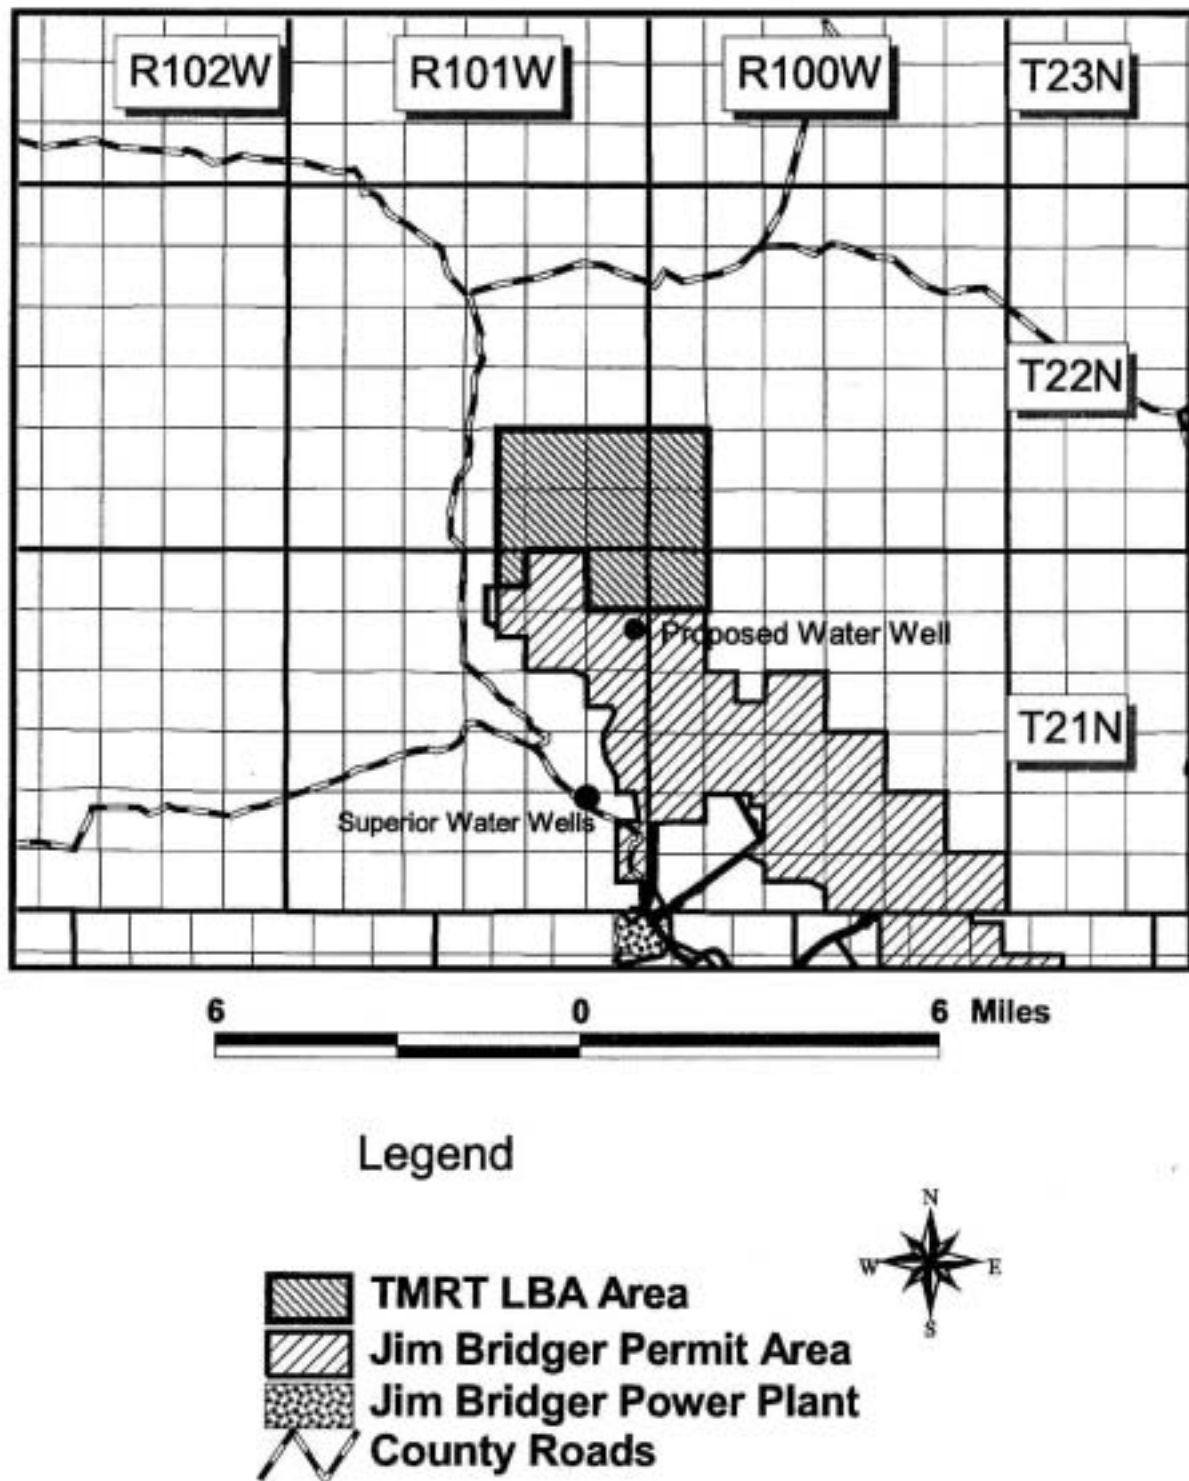 R102W
R101W
R100W
T23N
T22N
Proposed Water Well
T21N
Superior Water Wells
6 0 6 Miles
Legend
N
W E
S
TMRT LBA Area
Jim Bridger Permit Area
Jim Bridger Power Plant
County Roads